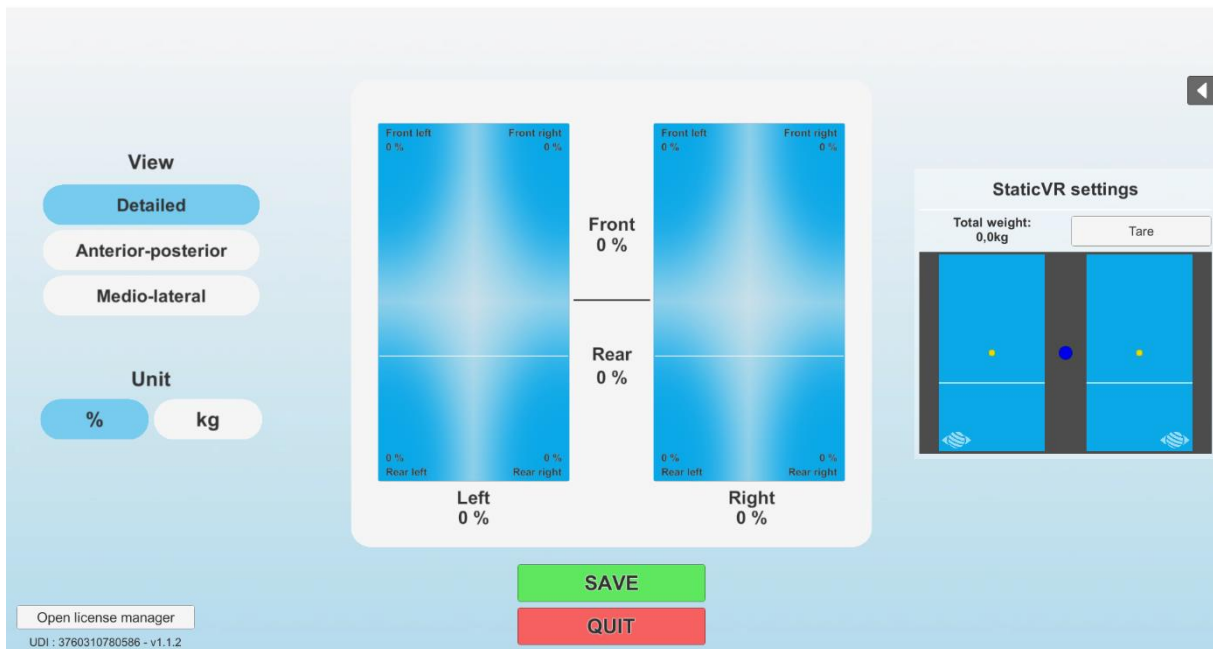 View
Detailed
Anterior-posterior
Medio-lateral
Unit
%
kg
Front left
0 %
Front right
0 %
Front left
0 %
Front right
0 %
Front
0 %
Rear
0 %
0 %
Rear left
0 %
Rear right
0 %
Rear left
0 %
Rear right
Left
0 %
Right
0 %
StaticVR settings
Total weight:
0,0kg
Tare
SAVE
QUIT
Open license manager
UDI : 3760310780586 - v1.1.2